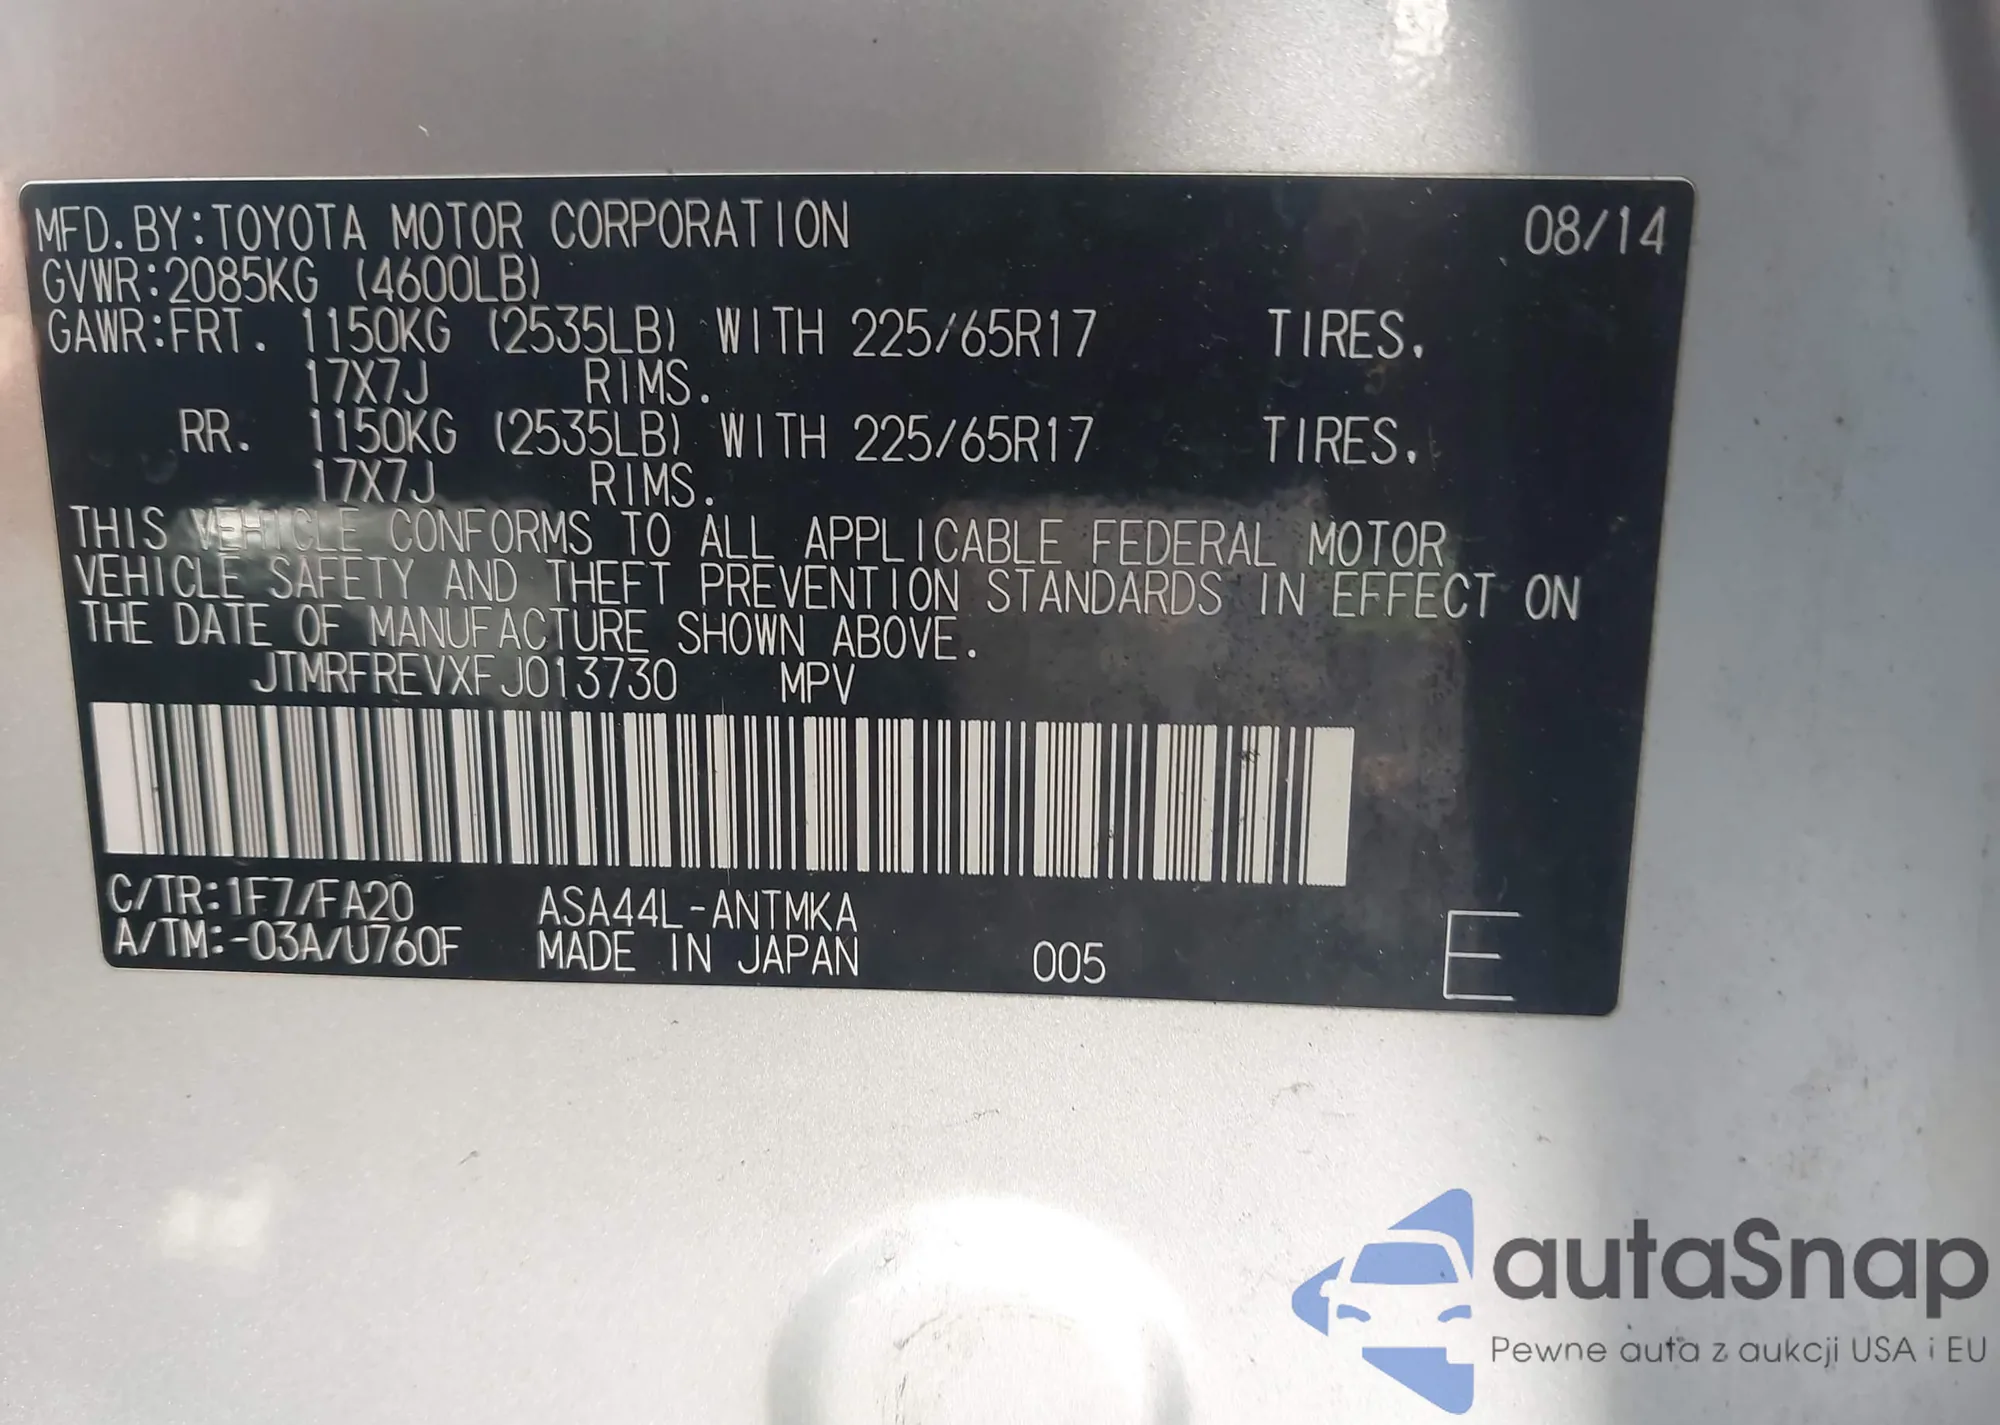 MFD.BY:TOYOTA MOTOR CORPORATION 08/14
GVWR:2085KG (4600LB)
GAWR:FRT. 1150KG (2535LB) WITH 225/65R17 TIRES.
17X7J RIMS.
RR. 1150KG (2535LB) WITH 225/65R17 TIRES.
17X7J RIMS.
THIS VEHICLE CONFORMS TO ALL APPLICABLE FEDERAL MOTOR
VEHICLE SAFETY AND THEFT PREVENTION STANDARDS IN EFFECT ON
THE DATE OF MANUFACTURE SHOWN ABOVE.
JTMRFREVXFJ013730 MPV
C/TR:1F7/FA20 ASA44L-ANTMKA
A/TM:-03A/U760F MADE IN JAPAN 005 E
autaSnap
Pewne auta z aukcji USA i EU